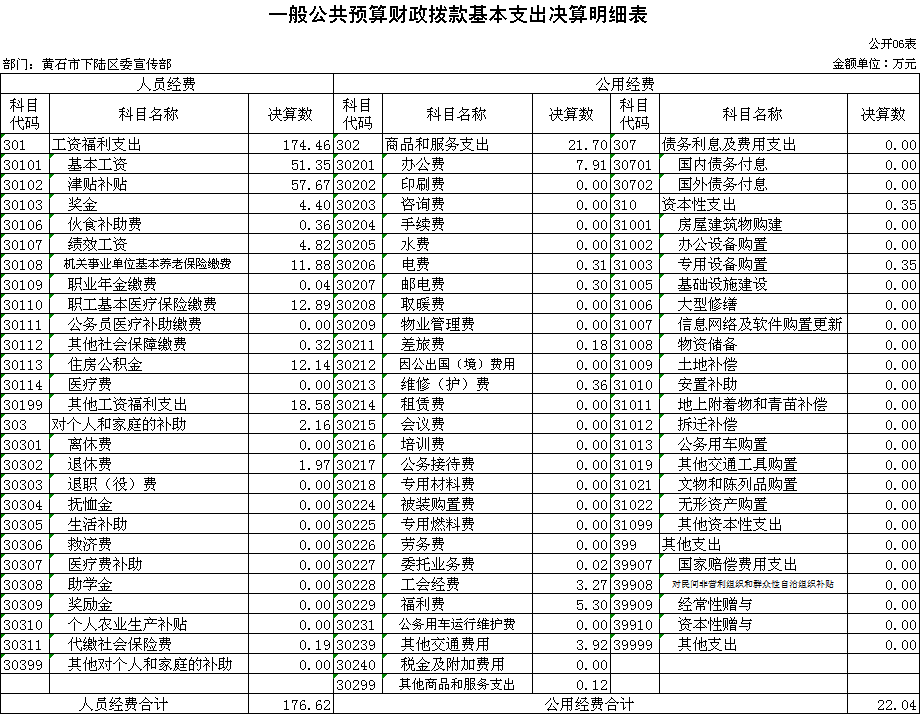 一般公共预算财政拨款基本支出决算明细表
公开06表
部门：黄石市下陆区委宣传部 金额单位：万元
人员经费 公用经费
科目代码 科目名称 决算数 科目代码 科目名称 决算数 科目代码 科目名称 决算数
301 工资福利支出 174.46 302 商品和服务支出 21.70 307 债务利息及费用支出 0.00
30101 基本工资 51.35 30201 办公费 7.91 30701 国内债务付息 0.00
30102 津贴补贴 57.67 30202 印刷费 0.00 30702 国外债务付息 0.00
30103 奖金 4.40 30203 咨询费 0.00 310 资本性支出 0.35
30106 伙食补助费 0.36 30204 手续费 0.00 31001 房屋建筑物购建 0.00
30107 绩效工资 4.82 30205 水费 0.00 31002 办公设备购置 0.00
30108 机关事业单位基本养老保险缴费 11.88 30206 电费 0.31 31003 专用设备购置 0.35
30109 职业年金缴费 0.04 30207 邮电费 0.30 31005 基础设施建设 0.00
30110 职工基本医疗保险缴费 12.89 30208 取暖费 0.00 31006 大型修缮 0.00
30111 公务员医疗补助缴费 0.00 30209 物业管理费 0.00 31007 信息网络及软件购置更新 0.00
30112 其他社会保障缴费 0.32 30211 差旅费 0.18 31008 物资储备 0.00
30113 住房公积金 12.14 30212 因公出国（境）费用 0.00 31009 土地补偿 0.00
30114 医疗费 0.00 30213 维修（护）费 0.36 31010 安置补助 0.00
30199 其他工资福利支出 18.58 30214 租赁费 0.00 31011 地上附着物和青苗补偿 0.00
303 对个人和家庭的补助 2.16 30215 会议费 0.00 31012 拆迁补偿 0.00
30301 离休费 0.00 30216 培训费 0.00 31013 公务用车购置 0.00
30302 退休费 1.97 30217 公务接待费 0.00 31019 其他交通工具购置 0.00
30303 退职（役）费 0.00 30218 专用材料费 0.00 31021 文物和陈列品购置 0.00
30304 抚恤金 0.00 30224 被装购置费 0.00 31022 无形资产购置 0.00
30305 生活补助 0.00 30225 专用燃料费 0.00 31099 其他资本性支出 0.00
30306 救济费 0.00 30226 劳务费 0.00 399 其他支出 0.00
30307 医疗费补助 0.00 30227 委托业务费 0.02 39907 国家赔偿费用支出 0.00
30308 助学金 0.00 30228 工会经费 3.27 39908 对民间非营利组织和群众性自治组织补贴 0.00
30309 奖励金 0.00 30229 福利费 5.30 39909 经常性赠与 0.00
30310 个人农业生产补贴 0.00 30231 公务用车运行维护费 0.00 39910 资本性赠与 0.00
30311 代缴社会保险费 0.19 30239 其他交通费用 3.92 39999 其他支出 0.00
30399 其他对个人和家庭的补助 0.00 30240 税金及附加费用 0.00
30299 其他商品和服务支出 0.12
人员经费合计 176.62 公用经费合计 22.04